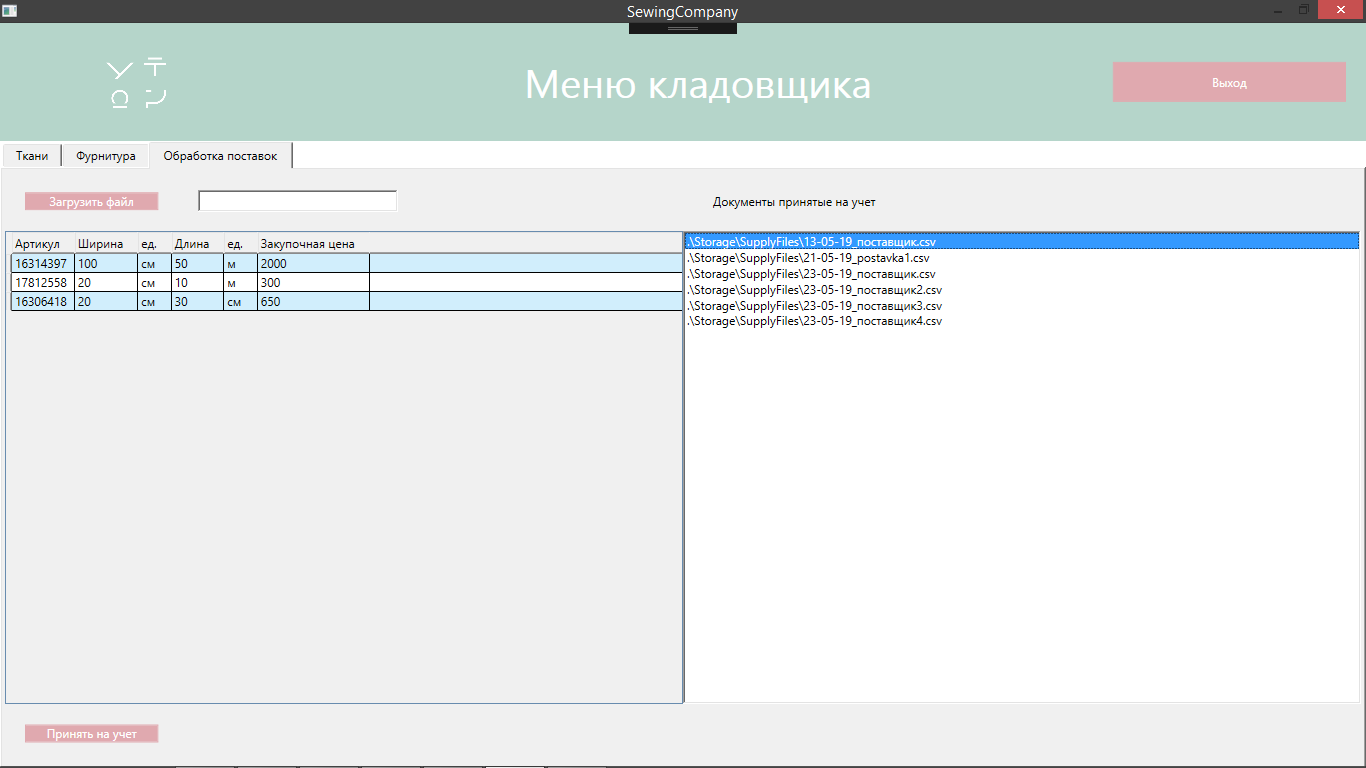 SewingCompany
Меню кладовщика
Выход
Ткани Фурнитура Обработка поставок
Загрузить файл
Документы принятые на учет
Артикул Ширина ед. Длина ед. Закупочная цена
16314397 100 см 50 м 2000
17812558 20 см 10 м 300
16306418 20 см 30 см 650
.\Storage\SupplyFiles\13-05-19_поставщик.csv
.\Storage\SupplyFiles\21-05-19_postavka1.csv
.\Storage\SupplyFiles\23-05-19_поставщик.csv
.\Storage\SupplyFiles\23-05-19_поставщик2.csv
.\Storage\SupplyFiles\23-05-19_поставщик3.csv
.\Storage\SupplyFiles\23-05-19_поставщик4.csv
Принять на учет